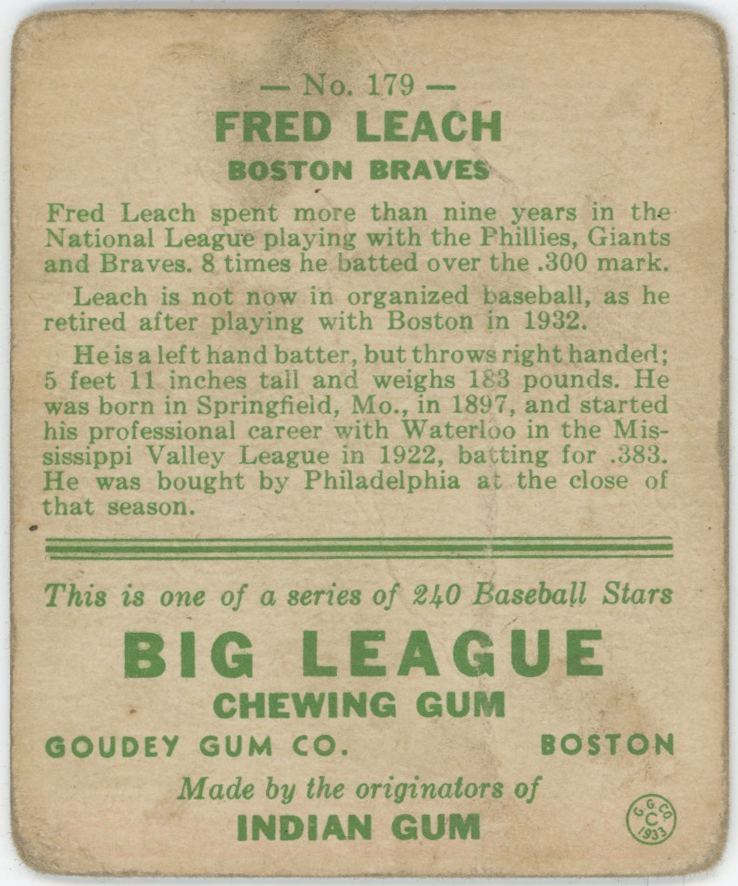 — No. 179 —
FRED LEACH
BOSTON BRAVES
Fred Leach spent more than nine years in the
National League playing with the Phillies, Giants
and Braves. 8 times he batted over the .300 mark.
Leach is not now in organized baseball, as he
retired after playing with Boston in 1932.
He is a left hand batter, but throws right handed;
5 feet 11 inches tall and weighs 183 pounds. He
was born in Springfield, Mo., in 1897, and started
his professional career with Waterloo in the Mis-
sissippi Valley League in 1922, batting for .383.
He was bought by Philadelphia at the close of
that season.
This is one of a series of 240 Baseball Stars
BIG LEAGUE
CHEWING GUM
GOUDEY GUM CO. BOSTON
Made by the originators of
INDIAN GUM
G. G. CO.
C.
1933